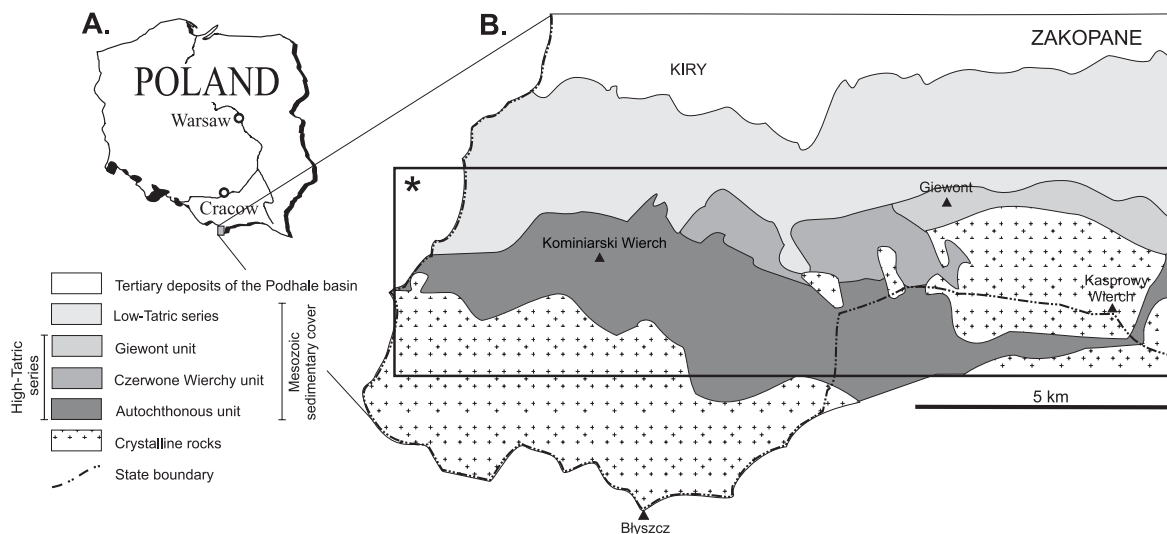 A.
POLAND
Warsaw
Cracow
B.
KIRY
ZAKOPANE
*
Giewont
Kominiarski Wierch
Kasprowy
Wierch
5 km
Błyszcz
Tertiary deposits of the Podhale basin
Low-Tatric series
Giewont unit
Czerwone Wierchy unit
Autochthonous unit
Crystalline rocks
State boundary
High-Tatric
series
Mesozoic
sedimentary cover